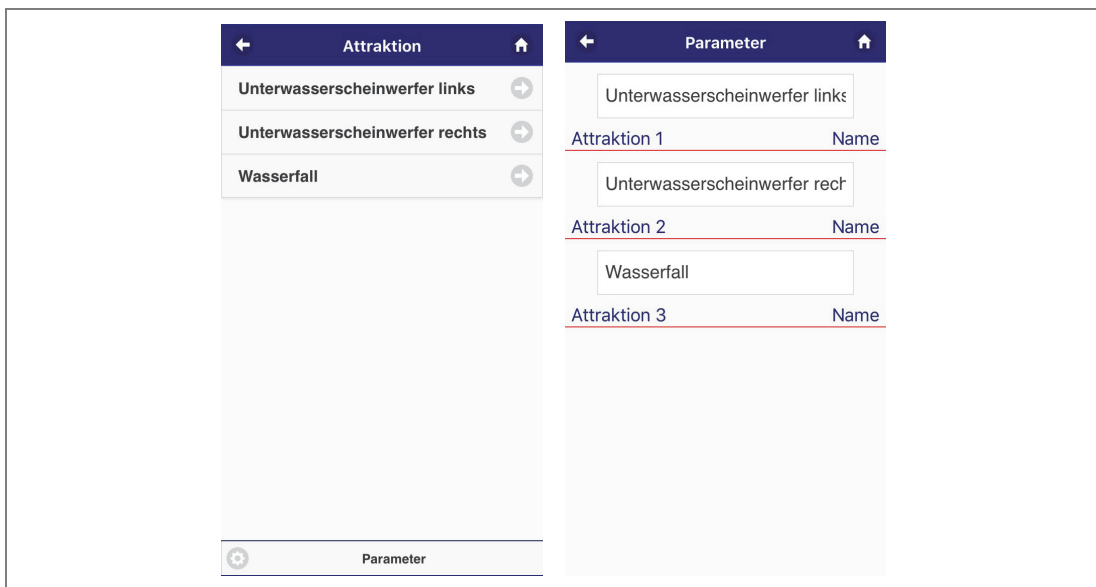 Attraktion
Unterwasserscheinwerfer links
Unterwasserscheinwerfer rechts
Wasserfall
Parameter
Parameter
Unterwasserscheinwerfer links
Attraktion 1 Name
Unterwasserscheinwerfer rech
Attraktion 2 Name
Wasserfall
Attraktion 3 Name